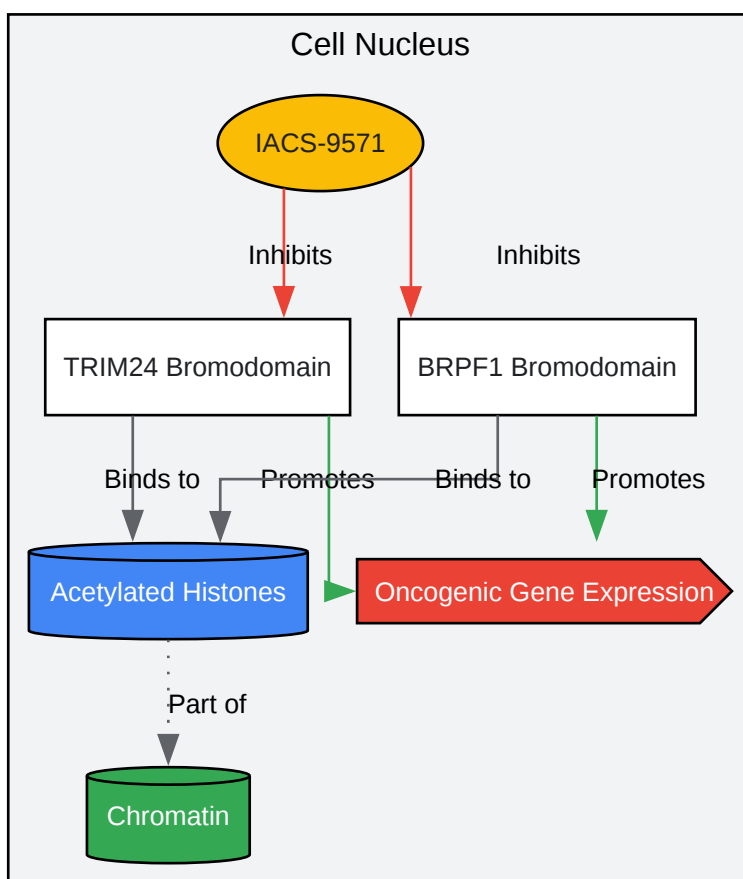 Cell Nucleus
IACS-9571
Inhibits
Inhibits
TRIM24 Bromodomain
BRPF1 Bromodomain
Binds to
Promotes
Binds to
Promotes
Acetylated Histones
Oncogenic Gene Expression
Part of
Chromatin